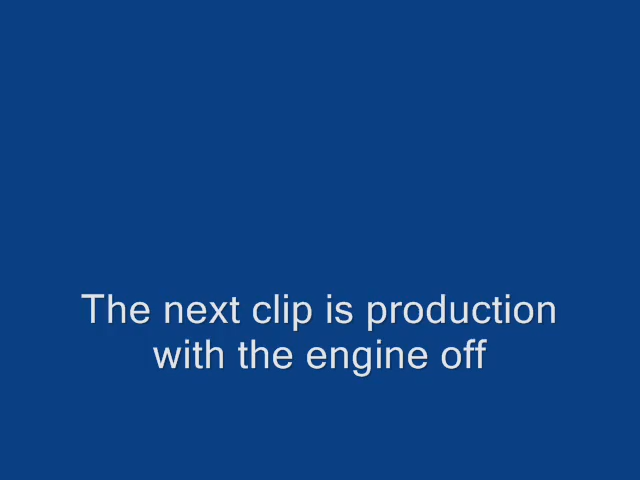 The next clip is production
with the engine off